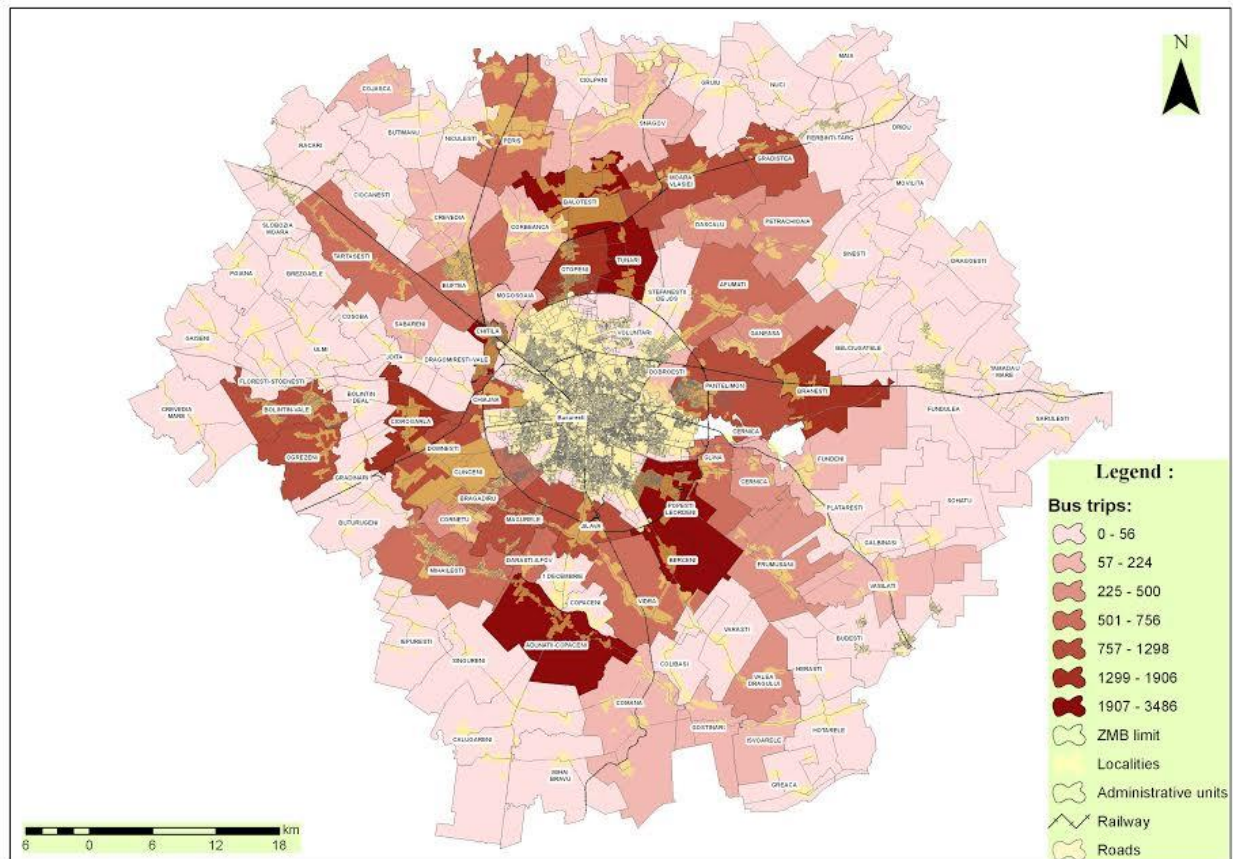 N
MAIA
CIOLPANI
GRUIU
NUCI
COJASCA
BUTIMANU
NICULESTI
PERIS
SNAGOV
FIERBINTI-TARG
DRIDU
RACARI
GRADISTEA
MOARA
VLASIEI
MOVILITA
CIOCANESTI
BALOTESTI
CREVEDIA
CORBEANCA
DASCALU
PETRACHIOAIA
SLOBOZIA
MOARA
TARTASESTI
OTOPENI
TUNARI
SINESTI
DRAGOESTI
POIANA
BREZOAELE
BUFTEA
MOGOSOAIA
STEFANESTII
DE JOS
AFUMATI
COSOBA
SABARENI
CHITILA
VOLUNTARI
GANEASA
GAISENI
ULMI
JOITA
DRAGOMIRESTI-VALE
DOBROESTI
BELCIUGATELE
TAMADAU
MARE
FLORESTI-STOENESTI
BOLINTIN-VALE
BOLINTIN
DEAL
CHIAJNA
PANTELIMON
BRANESTI
CREVEDIA
MARE
CIOROGARLA
Bucuresti
FUNDULEA
SARULESTI
OGREZENI
DOMNESTI
CERNICA
GRADINARI
CLINCENI
GLINA
CERNICA
FUNDENI
BUTURUGENI
BRAGADIRU
CORNETU
MAGURELE
JILAVA
POPESTI
LEORDENI
PLATARESTI
SOHATU
GALBINASI
MIHAILESTI
DARASTI-ILFOV
1 DECEMBRIE
BERCENI
FRUMUSANI
VASILATI
COPACENI
VIDRA
IEPURESTI
ADUNATII-COPACENI
VARASTI
BUDESTI
SINGURENI
COLIBASI
VALEA
DRAGULUI
HERASTI
COMANA
GOSTINARI
ISVOARELE
HOTARELE
CALUGARENI
MIHAI
BRAVU
GREACA
Legend :
Bus trips:
0 - 56
57 - 224
225 - 500
501 - 756
757 - 1298
1299 - 1906
1907 - 3486
ZMB limit
Localities
Administrative units
Railway
Roads
km
6 0 6 12 18